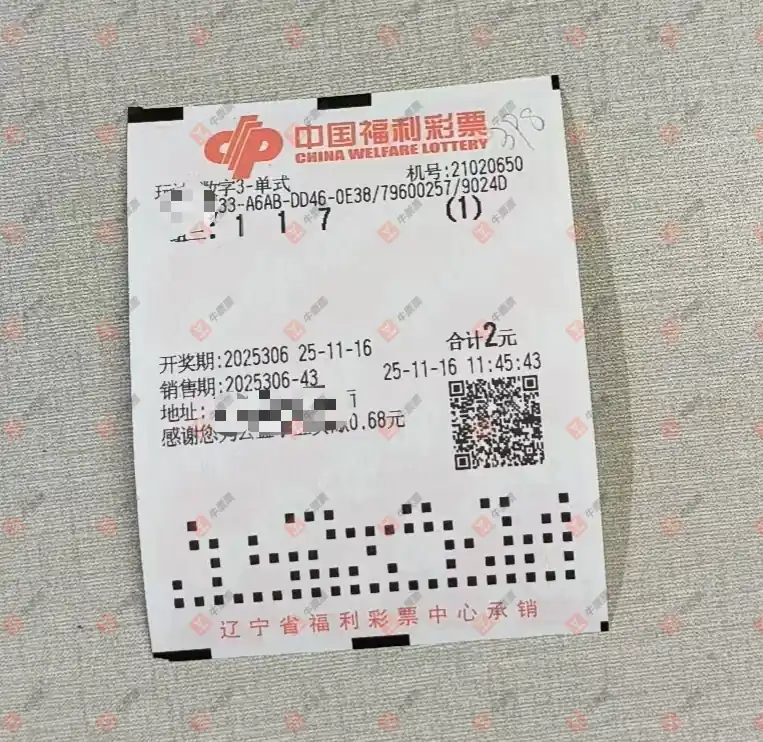 中国福利彩票
CHINA WELFARE LOTTERY
数字3-单式
机号:21020650
33-A6AB-DD46-0E38/79600257/9024D
1 1 7 (1)
合计2元
开奖期:2025306 25-11-16
销售期:2025306-43
25-11-16 11:45:43
地址:
感谢您 0.68元
辽宁省福利彩票中心承销